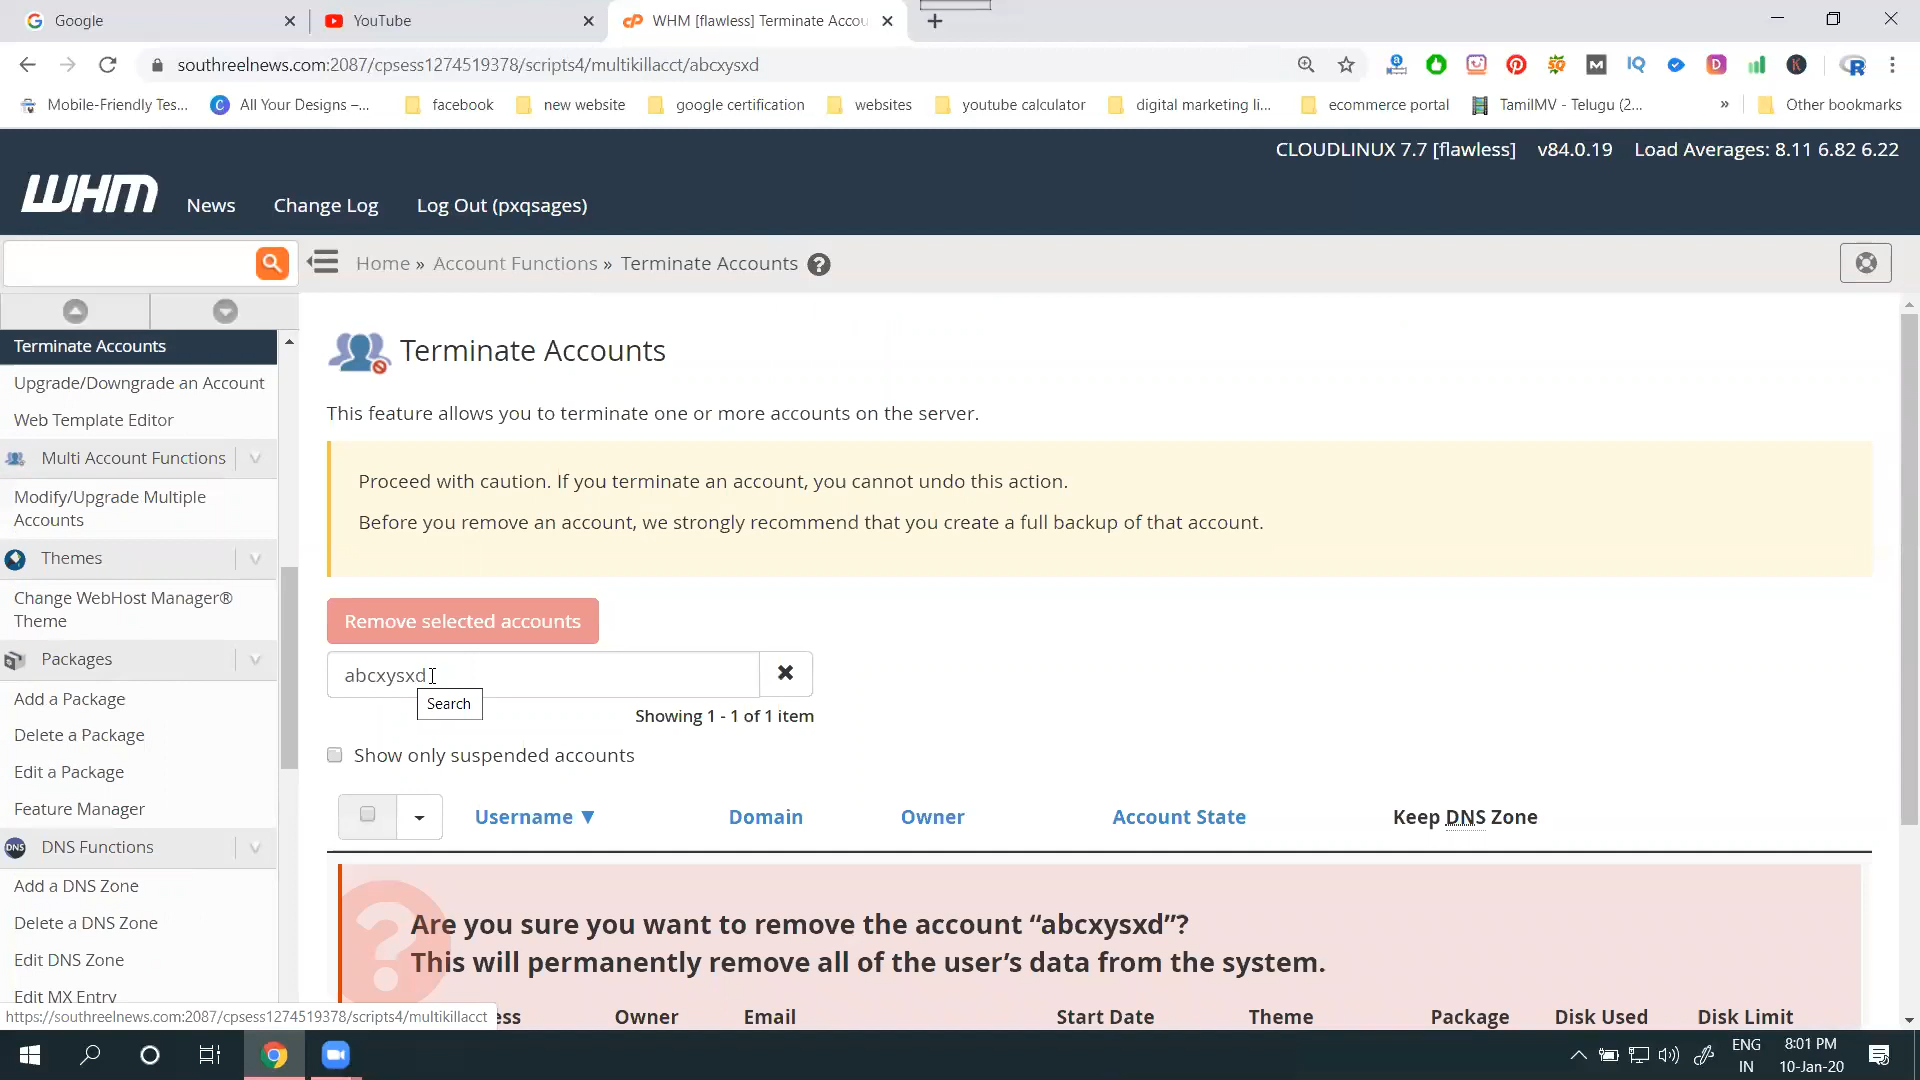 Google
YouTube
WHM [flawless] Terminate Accou
southreelnews.com:2087/cpsess1274519378/scripts4/multikillacct/abcxysxd
Mobile-Friendly Tes...
All Your Designs –...
facebook
new website
google certification
websites
youtube calculator
digital marketing li...
ecommerce portal
TamilMV - Telugu (2...
»
Other bookmarks
CLOUDLINUX 7.7 [flawless] v84.0.19 Load Averages: 8.11 6.82 6.22
WHM
News
Change Log
Log Out (pxqsages)
Home » Account Functions » Terminate Accounts
Terminate Accounts
Upgrade/Downgrade an Account
Web Template Editor
Multi Account Functions
Modify/Upgrade Multiple
Accounts
Themes
Change WebHost Manager®
Theme
Packages
Add a Package
Delete a Package
Edit a Package
Feature Manager
DNS Functions
Add a DNS Zone
Delete a DNS Zone
Edit DNS Zone
Edit MX Entry
https://southreelnews.com:2087/cpsess1274519378/scripts4/multikillacct
Terminate Accounts
This feature allows you to terminate one or more accounts on the server.
Proceed with caution. If you terminate an account, you cannot undo this action.
Before you remove an account, we strongly recommend that you create a full backup of that account.
Remove selected accounts
abcxysxd
Search
Showing 1 - 1 of 1 item
Show only suspended accounts
Username ▼ Domain Owner Account State Keep DNS Zone
Are you sure you want to remove the account “abcxysxd”?
This will permanently remove all of the user’s data from the system.
ess Owner Email Start Date Theme Package Disk Used Disk Limit
ENG
IN
8:01 PM
10-Jan-20